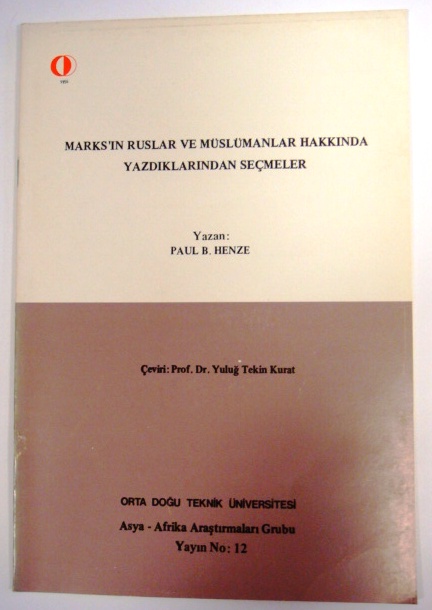 MARKS'IN RUSLAR VE MÜSLÜMANLAR HAKKINDA
YAZDIKLARINDAN SEÇMELER
Yazan:
PAUL B. HENZE
Çeviri: Prof. Dr. Yuluğ Tekin Kurat
ORTA DOĞU TEKNİK ÜNİVERSİTESİ
Asya - Afrika Araştırmaları Grubu
Yayın No: 12